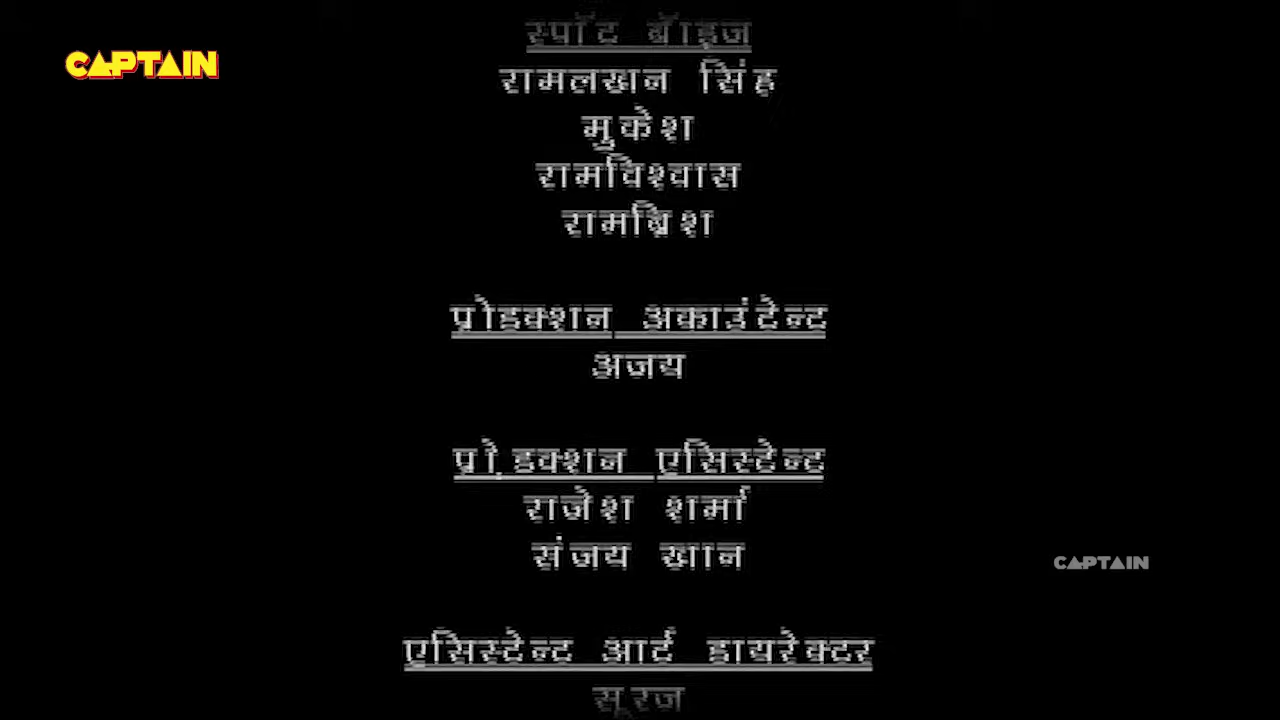 स्पॉट बॉइज
CAPTAIN
रामलखन सिंह
मुकेश
रामविश्वास
रामब्रिश
प्रोडक्शन अकाउंटेन्ट
अजय
प्रोडक्शन एसिस्टेन्ट
राजेश शर्मा
संजय खान
CAPTAIN
एसिस्टेन्ट आर्ट डायरेक्टर
सूरज